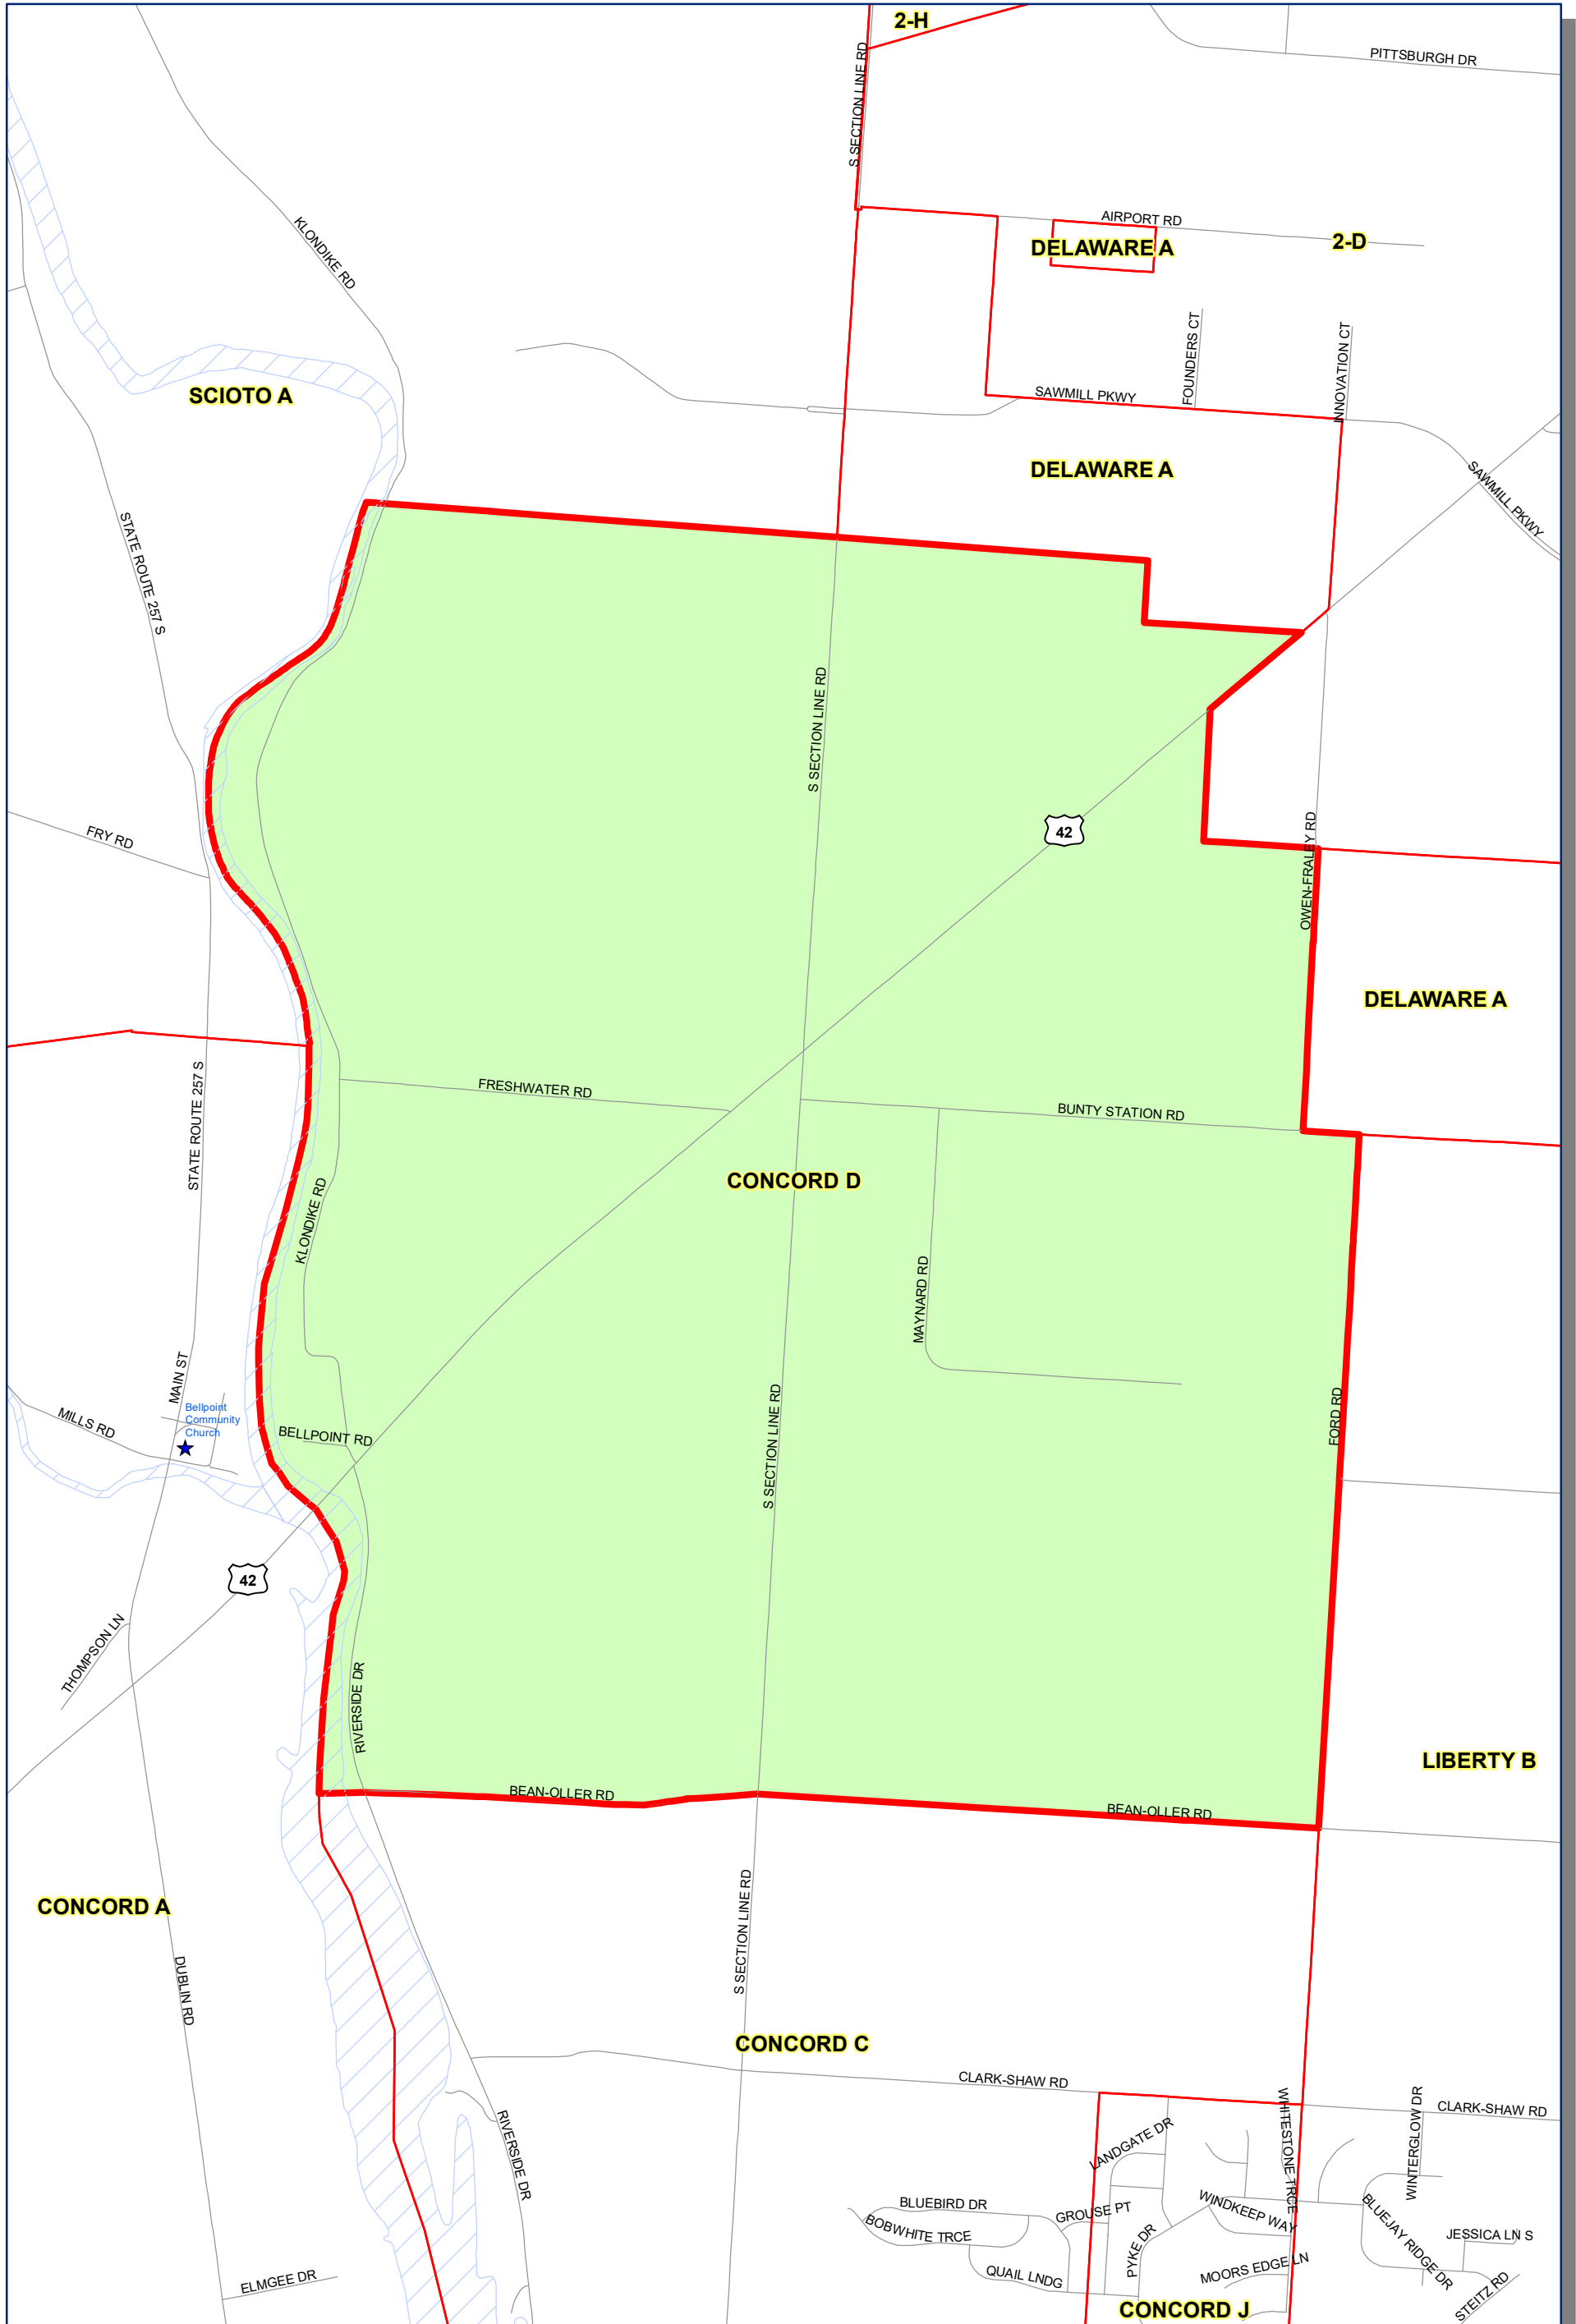 2-H
PITTSBURGH DR
S SECTION LINE RD
AIRPORT RD
2-D
DELAWARE A
KLONDIKE RD
FOUNDERS CT
INNOVATION CT
SCIOTO A
SAWMILL PKWY
DELAWARE A
SAWMILL PKWY
STATE ROUTE 257 S
S SECTION LINE RD
42
FRY RD
OWEN-FRALEY RD
DELAWARE A
FRESHWATER RD
BUNTY STATION RD
STATE ROUTE 257 S
CONCORD D
KLONDIKE RD
MAYNARD RD
MAIN ST
Bellpoint
Community
Church
MILLS RD
BELLPOINT RD
FORD RD
S SECTION LINE RD
42
THOMPSON LN
RIVERSIDE DR
LIBERTY B
BEAN-OLLER RD
BEAN-OLLER RD
CONCORD A
S SECTION LINE RD
DUBLIN RD
CONCORD C
CLARK-SHAW RD
CLARK-SHAW RD
WHITESTONE TRCE
WINTERGLOW DR
LANDGATE DR
RIVERSIDE DR
BLUEBIRD DR
GROUSE PT
WINDKEEP WAY
BLUEJAY RIDGE DR
BOBWHITE TRCE
JESSICA LN S
PYKE DR
MOORS EDGE LN
QUAIL LNDG
ELMGEE DR
STEITZ RD
CONCORD J